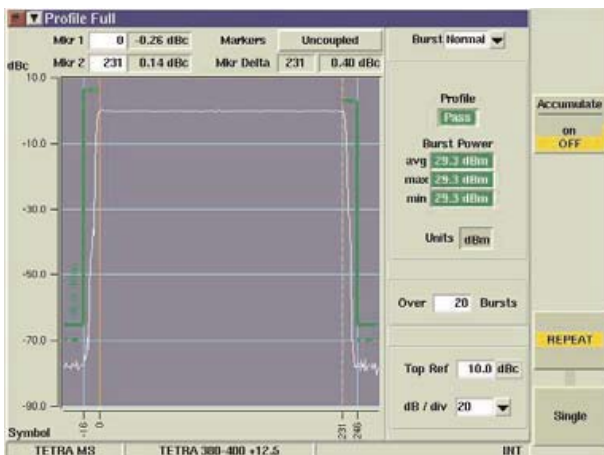 Profile Full
Mkr 1 0 -0.26 dBc Markers Uncoupled
dBc Mkr 2 231 0.14 dBc Mkr Delta 231 0.40 dBc
Burst Normal
10.0
-10.0
-30.0
-50.0
-70.0
-90.0
Symbol -16 0 231 246
Profile
Pass
Burst Power
avg 29.3 dBm
max 29.3 dBm
min 29.3 dBm
Units dBm
Over 20 Bursts
Top Ref 10.0 dBc
dB / div 20
Accumulate
on
OFF
REPEAT
Single
TETRA MS TETRA 380-400 +12.5 INT